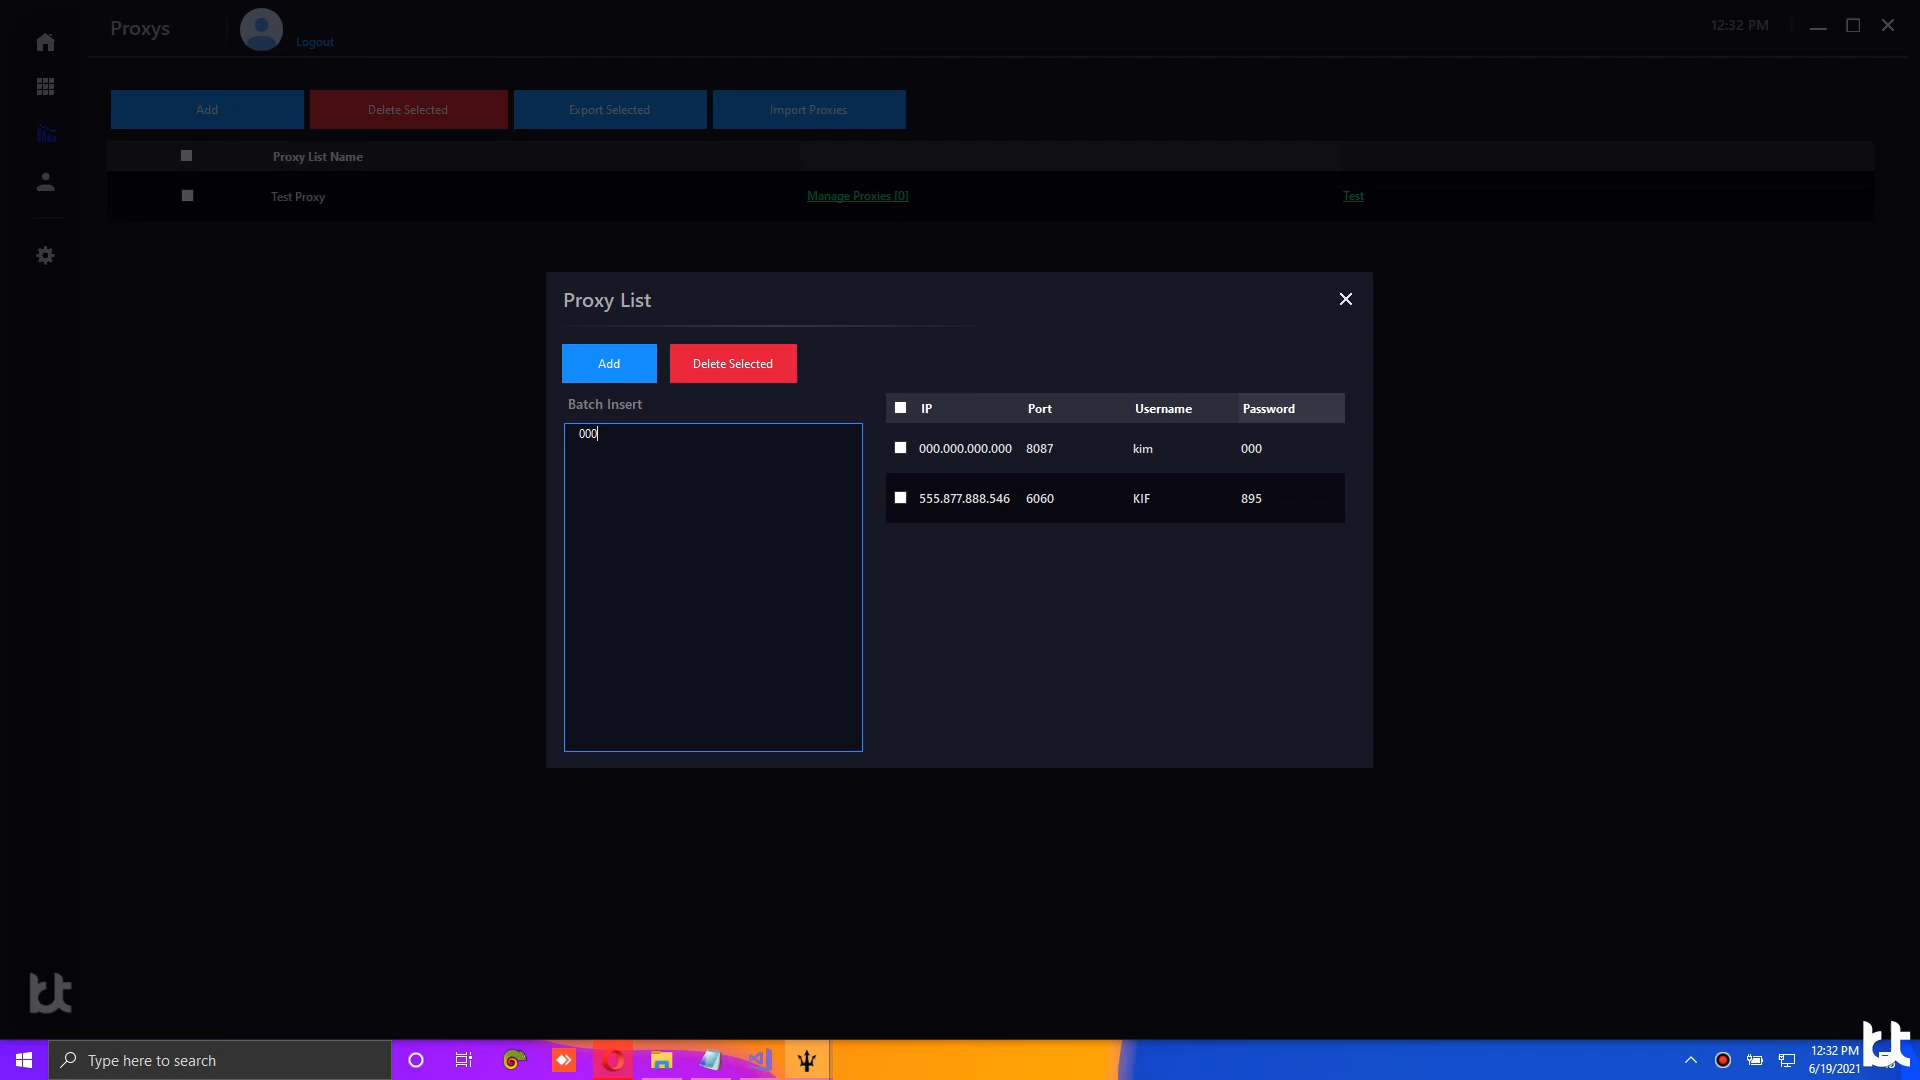 Proxys
Logout
12:32 PM
Add
Delete Selected
Export Selected
Import Proxies
Proxy List Name
Test Proxy
Manage Proxies [0]
Test
Proxy List
Add
Delete Selected
Batch Insert
000
IP Port Username Password
000.000.000.000 8087 kim 000
555.877.888.546 6060 KIF 895
Type here to search
12:32 PM
6/19/2021